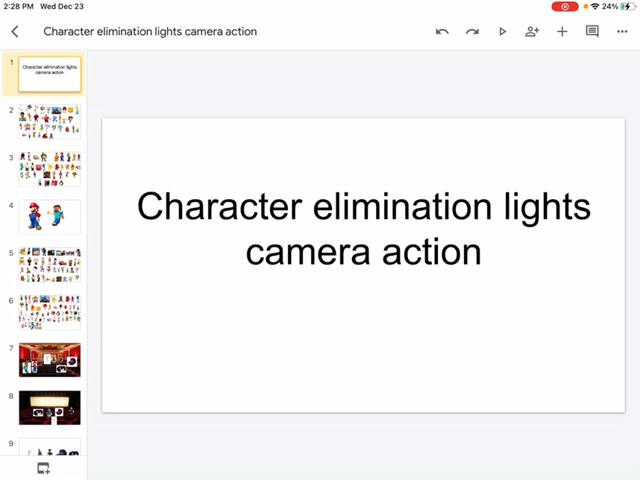 2:28 PM Wed Dec 23
24%
Character elimination lights camera action
1
Character elimination lights
camera action
2
3
4
5
6
7
8
9
Character elimination lights
camera action